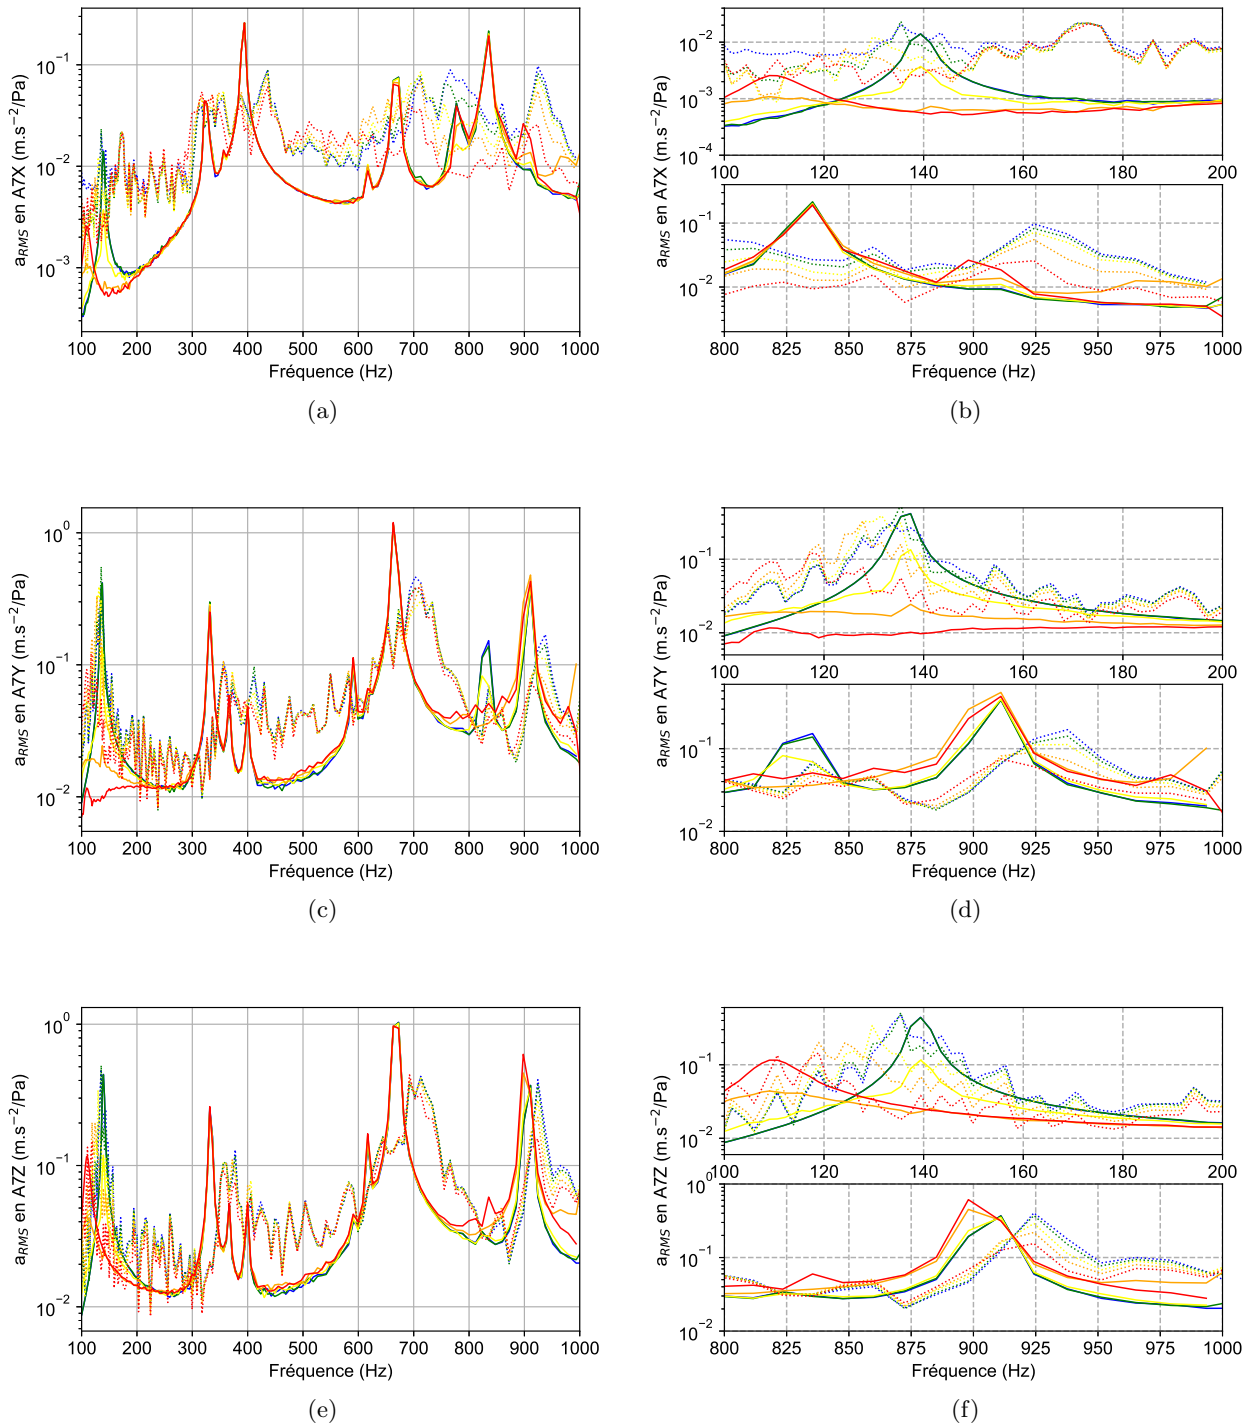 a_RMS en A7X (m.s⁻²/Pa)
10⁻¹
10⁻²
10⁻³
100 200 300 400 500 600 700 800 900 1000
Fréquence (Hz)
(a)
a_RMS en A7X (m.s⁻²/Pa)
10⁻²
10⁻³
10⁻⁴
100 120 140 160 180 200
10⁻¹
10⁻²
800 825 850 875 900 925 950 975 1000
Fréquence (Hz)
(b)
a_RMS en A7Y (m.s⁻²/Pa)
10⁰
10⁻¹
10⁻²
100 200 300 400 500 600 700 800 900 1000
Fréquence (Hz)
(c)
a_RMS en A7Y (m.s⁻²/Pa)
10⁻¹
10⁻²
100 120 140 160 180 200
10⁻¹
10⁻²
800 825 850 875 900 925 950 975 1000
Fréquence (Hz)
(d)
a_RMS en A7Z (m.s⁻²/Pa)
10⁰
10⁻¹
10⁻²
100 200 300 400 500 600 700 800 900 1000
Fréquence (Hz)
(e)
a_RMS en A7Z (m.s⁻²/Pa)
10⁻¹
10⁻²
100 120 140 160 180 200
10⁰
10⁻¹
10⁻²
800 825 850 875 900 925 950 975 1000
Fréquence (Hz)
(f)